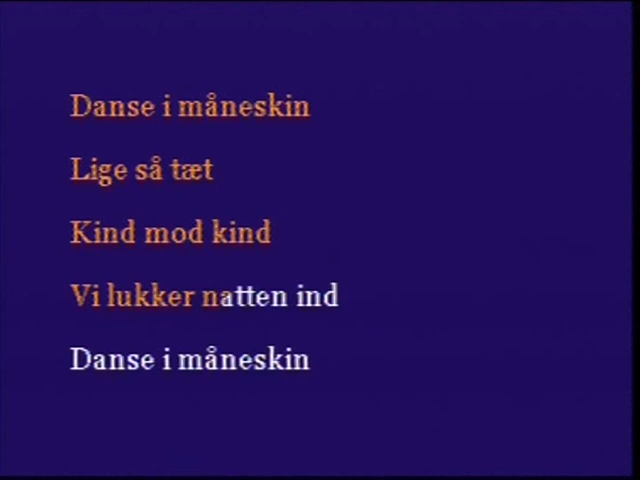 Danse i måneskin
Lige så tæt
Kind mod kind
Vi lukker natten ind
Danse i måneskin